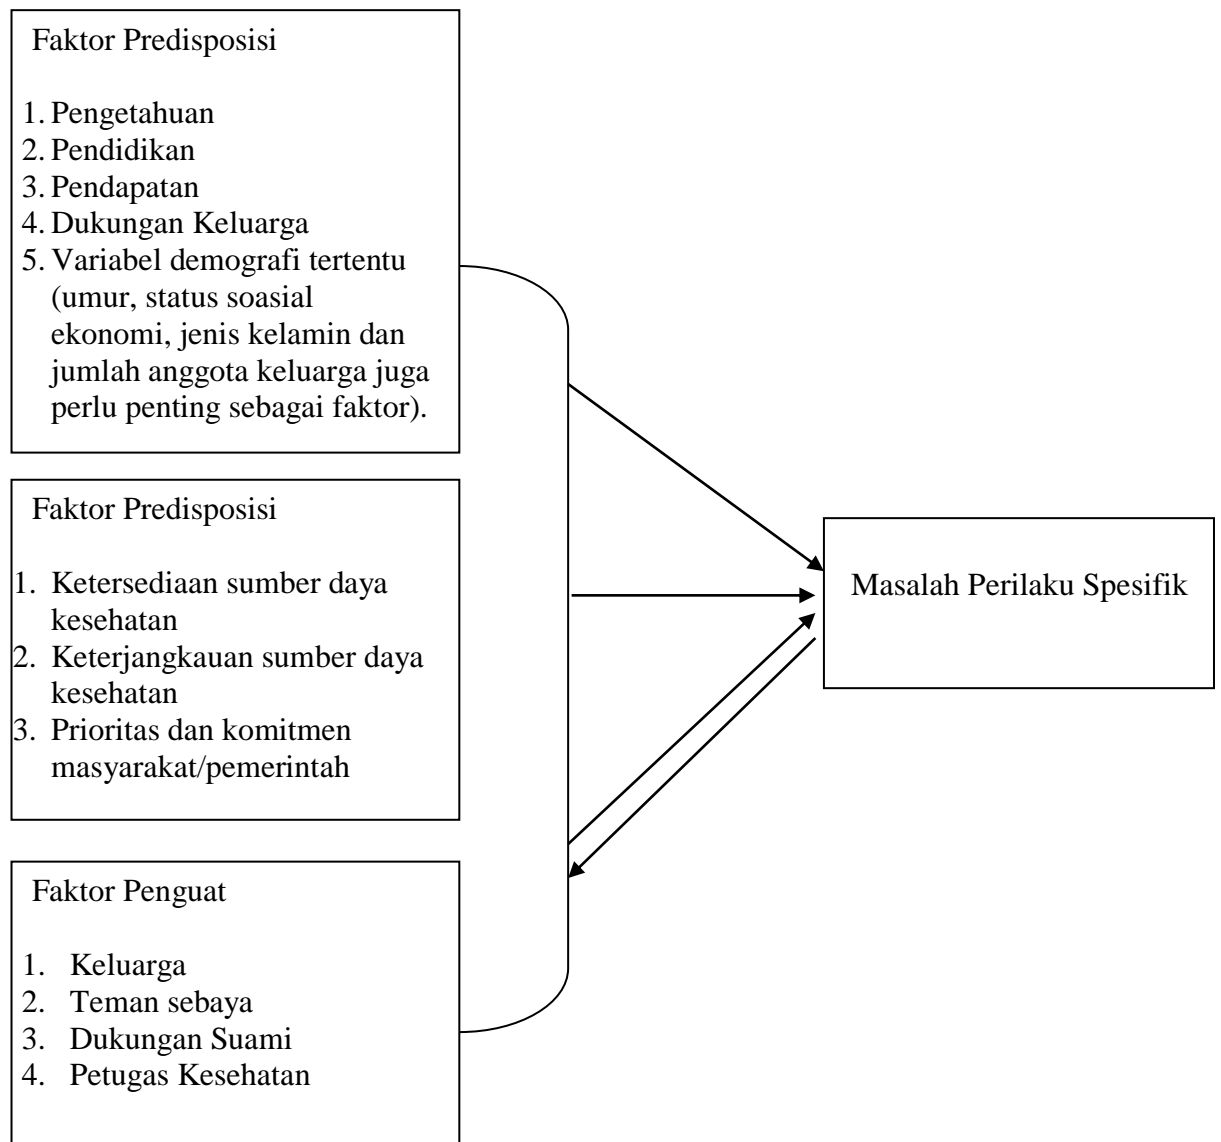 Faktor Predisposisi
1. Pengetahuan
2. Pendidikan
3. Pendapatan
4. Dukungan Keluarga
5. Variabel demografi tertentu
(umur, status soasial
ekonomi, jenis kelamin dan
jumlah anggota keluarga juga
perlu penting sebagai faktor).
Faktor Predisposisi
1. Ketersediaan sumber daya
kesehatan
2. Keterjangkauan sumber daya
kesehatan
3. Prioritas dan komitmen
masyarakat/pemerintah
Faktor Penguat
1. Keluarga
2. Teman sebaya
3. Dukungan Suami
4. Petugas Kesehatan
Masalah Perilaku Spesifik